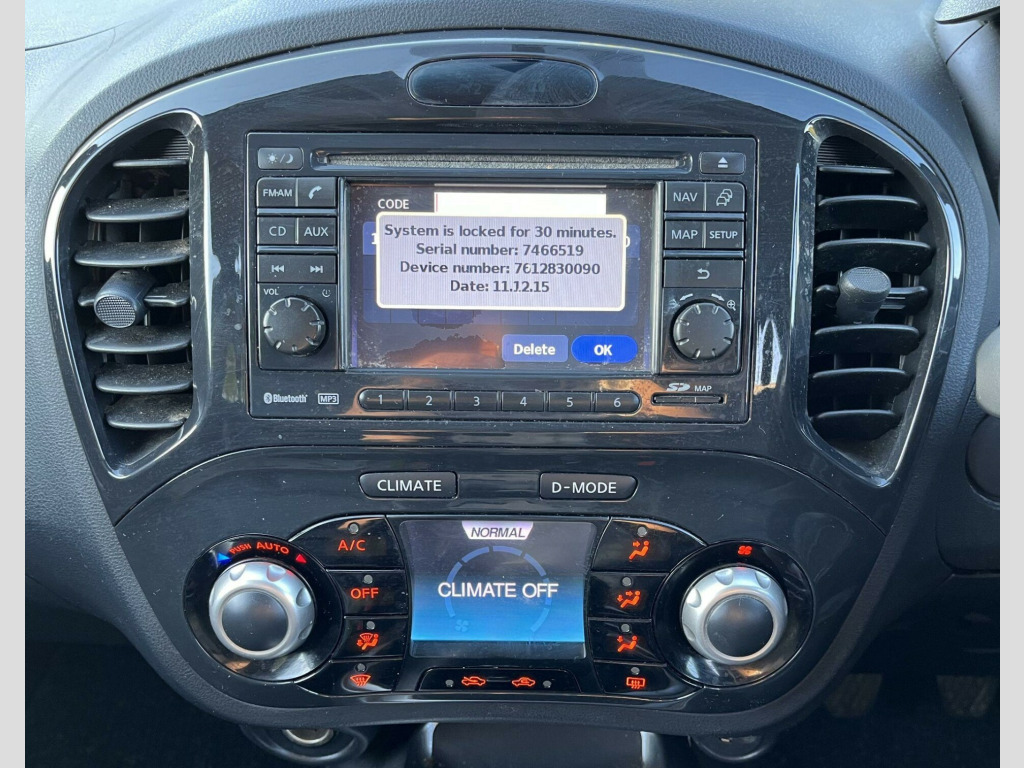 FM·AM
CD AUX
VOL
CODE
System is locked for 30 minutes.
Serial number: 7466519
Device number: 7612830090
Date: 11.12.15
Delete OK
NAV
MAP SETUP
Bluetooth MP3
1 2 3 4 5 6
SD MAP
CLIMATE D-MODE
PUSH AUTO
A/C
OFF
NORMAL
CLIMATE OFF